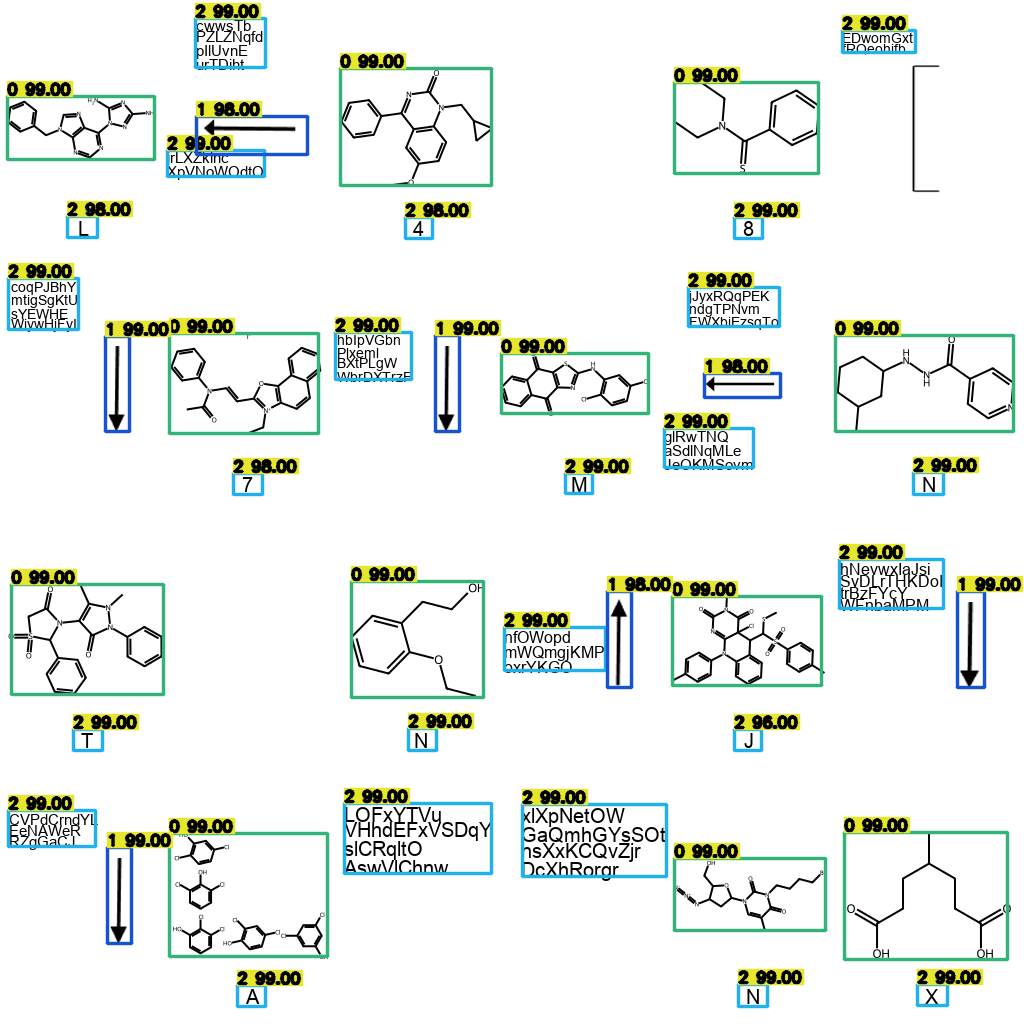 2 99.00
cwwsTb
PZLZNqfd
pIlUvnE
2 99.00
EDwomGxt
0 99.00
1 98.00
2 99.00
XpVNoWOdtO
0 99.00
0 99.00
2 98.00
L
2 98.00
4
2 99.00
8
2 99.00
coqPJBhY
mtigSgKtU
sYEWHE
1 99.00
0 99.00
2 99.00
hbIpVGbn
Plxeml
BXtPLgW
1 99.00
0 99.00
2 99.00
jJyxRQqPEK
ndgTPNvm
1 98.00
2 99.00
glRwTNQ
aSdlNqMLe
0 99.00
2 98.00
7
2 99.00
M
2 99.00
N
0 99.00
0 99.00
2 99.00
nfOWopd
mWQmgjKMP
1 98.00
0 99.00
2 99.00
hNevwxIaJsi
SvDLrTHKDoI
trBzFYcY
1 99.00
2 99.00
T
2 99.00
N
2 96.00
J
2 99.00
CVPdCrndYL
EeNAWeR
1 99.00
0 99.00
2 99.00
LOFxYTVu
VHhdEFxVSDqY
slCRqltO
AswVIChnw
2 99.00
xlXpNetOW
GaQmhGYsSOt
nsXxKCQvZjr
DcXhRorgr
0 99.00
0 99.00
2 99.00
A
2 99.00
N
2 99.00
X